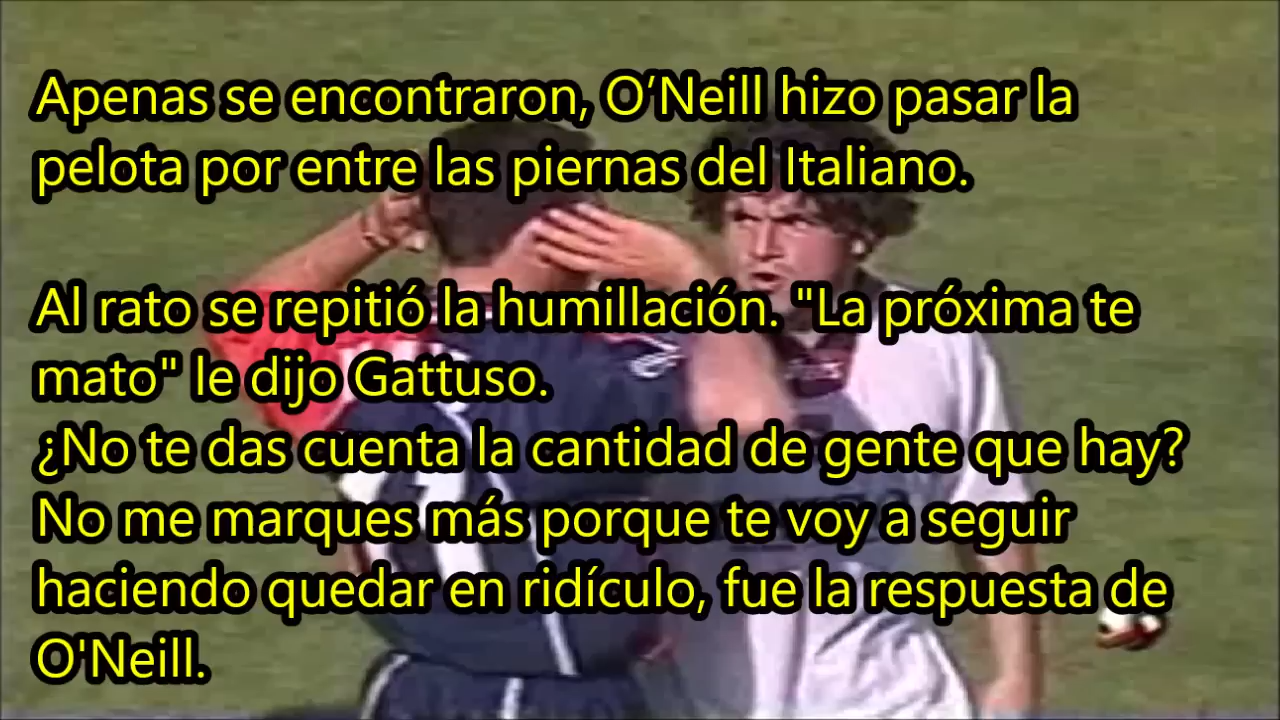 Apenas se encontraron, O’Neill hizo pasar la
pelota por entre las piernas del Italiano.
Al rato se repitió la humillación. "La próxima te
mato" le dijo Gattuso.
¿No te das cuenta la cantidad de gente que hay?
No me marques más porque te voy a seguir
haciendo quedar en ridículo, fue la respuesta de
O'Neill.